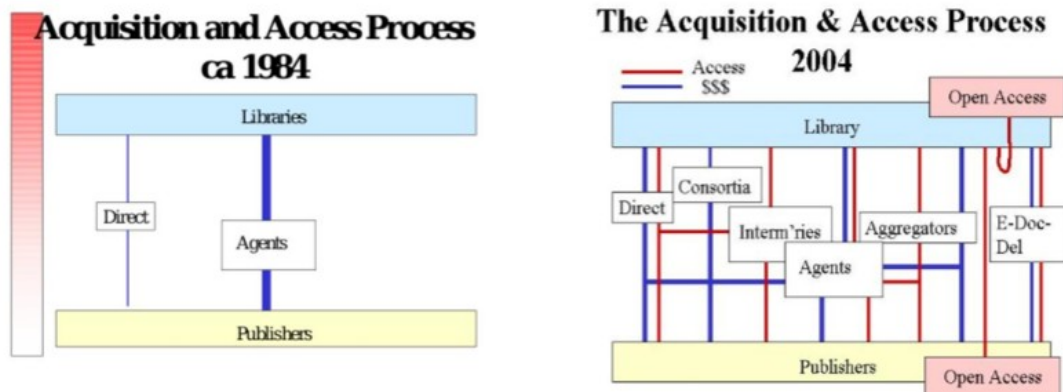 Acquisition and Access Process
ca 1984
Libraries
Direct
Agents
Publishers
The Acquisition & Access Process
2004
Access
$$$
Open Access
Library
Consortia
Direct
Interm`ries
Aggregators
E-Doc-
Del
Agents
Publishers
Open Access